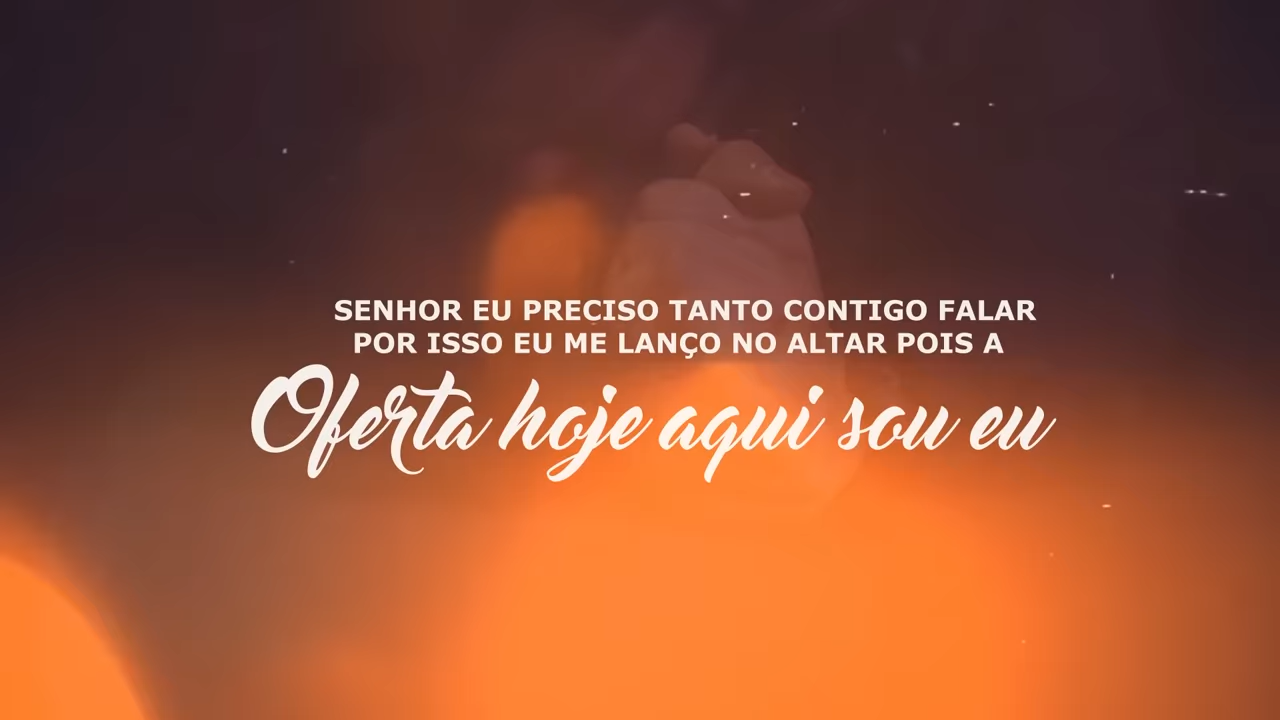 SENHOR EU PRECISO TANTO CONTIGO FALAR
POR ISSO EU ME LANÇO NO ALTAR POIS A
Oferta hoje aqui sou eu